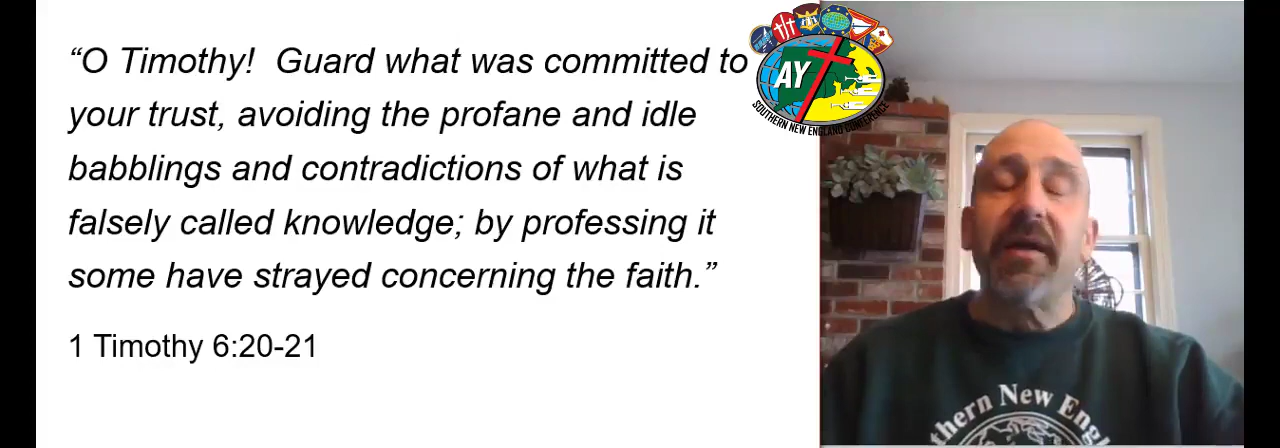 “O Timothy!  Guard what was committed to
your trust, avoiding the profane and idle
babblings and contradictions of what is
falsely called knowledge; by professing it
some have strayed concerning the faith.”
1 Timothy 6:20-21
AY
SOUTHERN NEW ENGLAND CONFERENCE
thern New Eng